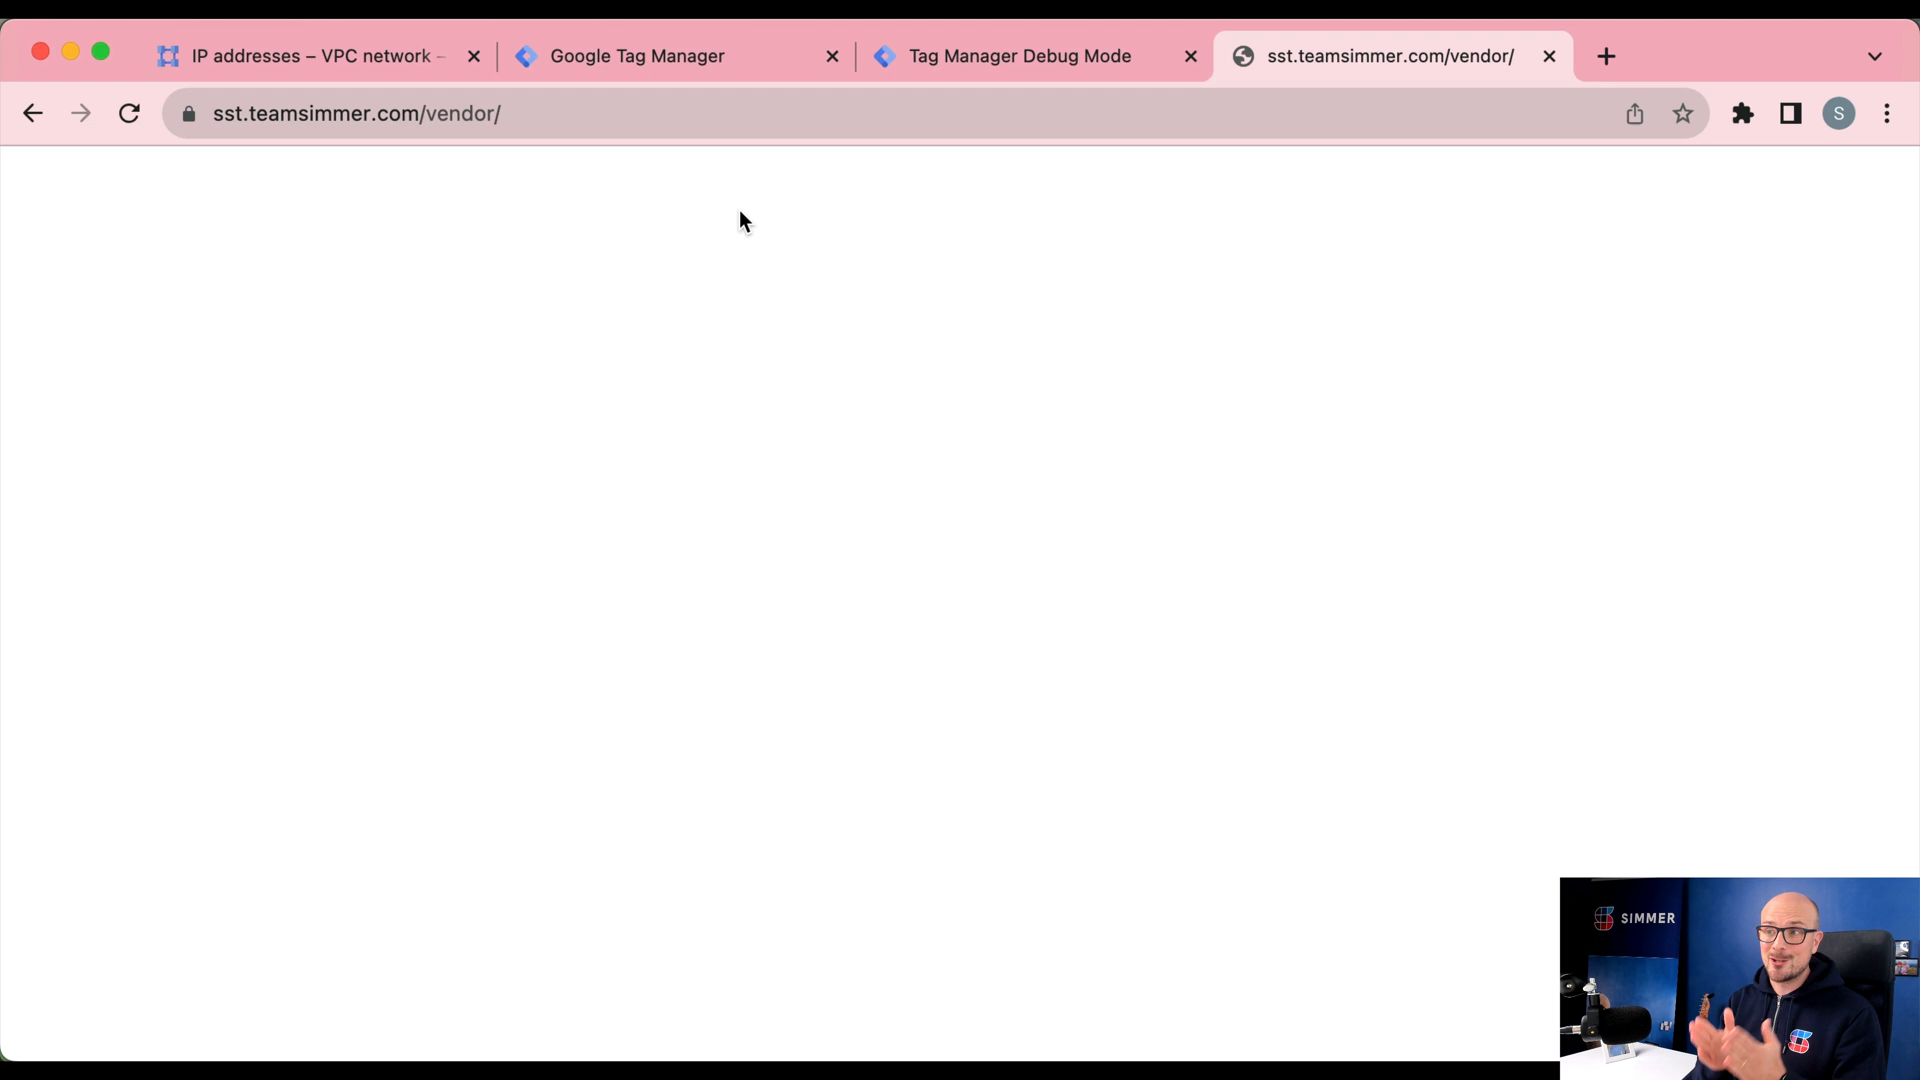 IP addresses – VPC network –
Google Tag Manager
Tag Manager Debug Mode
sst.teamsimmer.com/vendor/
sst.teamsimmer.com/vendor/
S
SIMMER